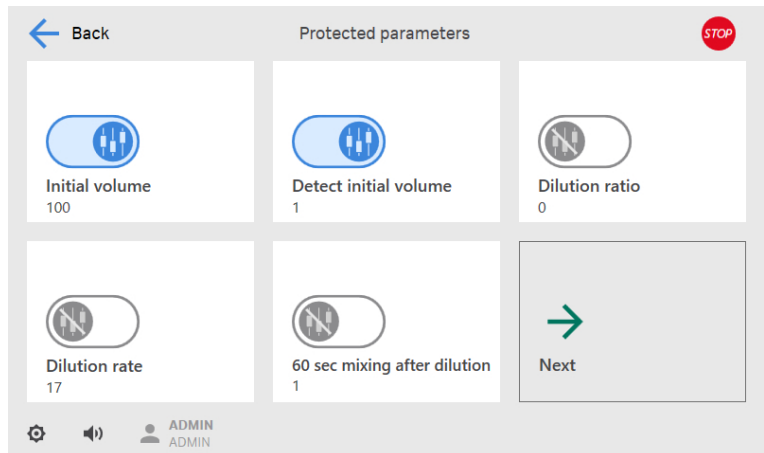 Back
Protected parameters
STOP
Initial volume
100
Detect initial volume
1
Dilution ratio
0
Dilution rate
17
60 sec mixing after dilution
1
Next
ADMIN
ADMIN